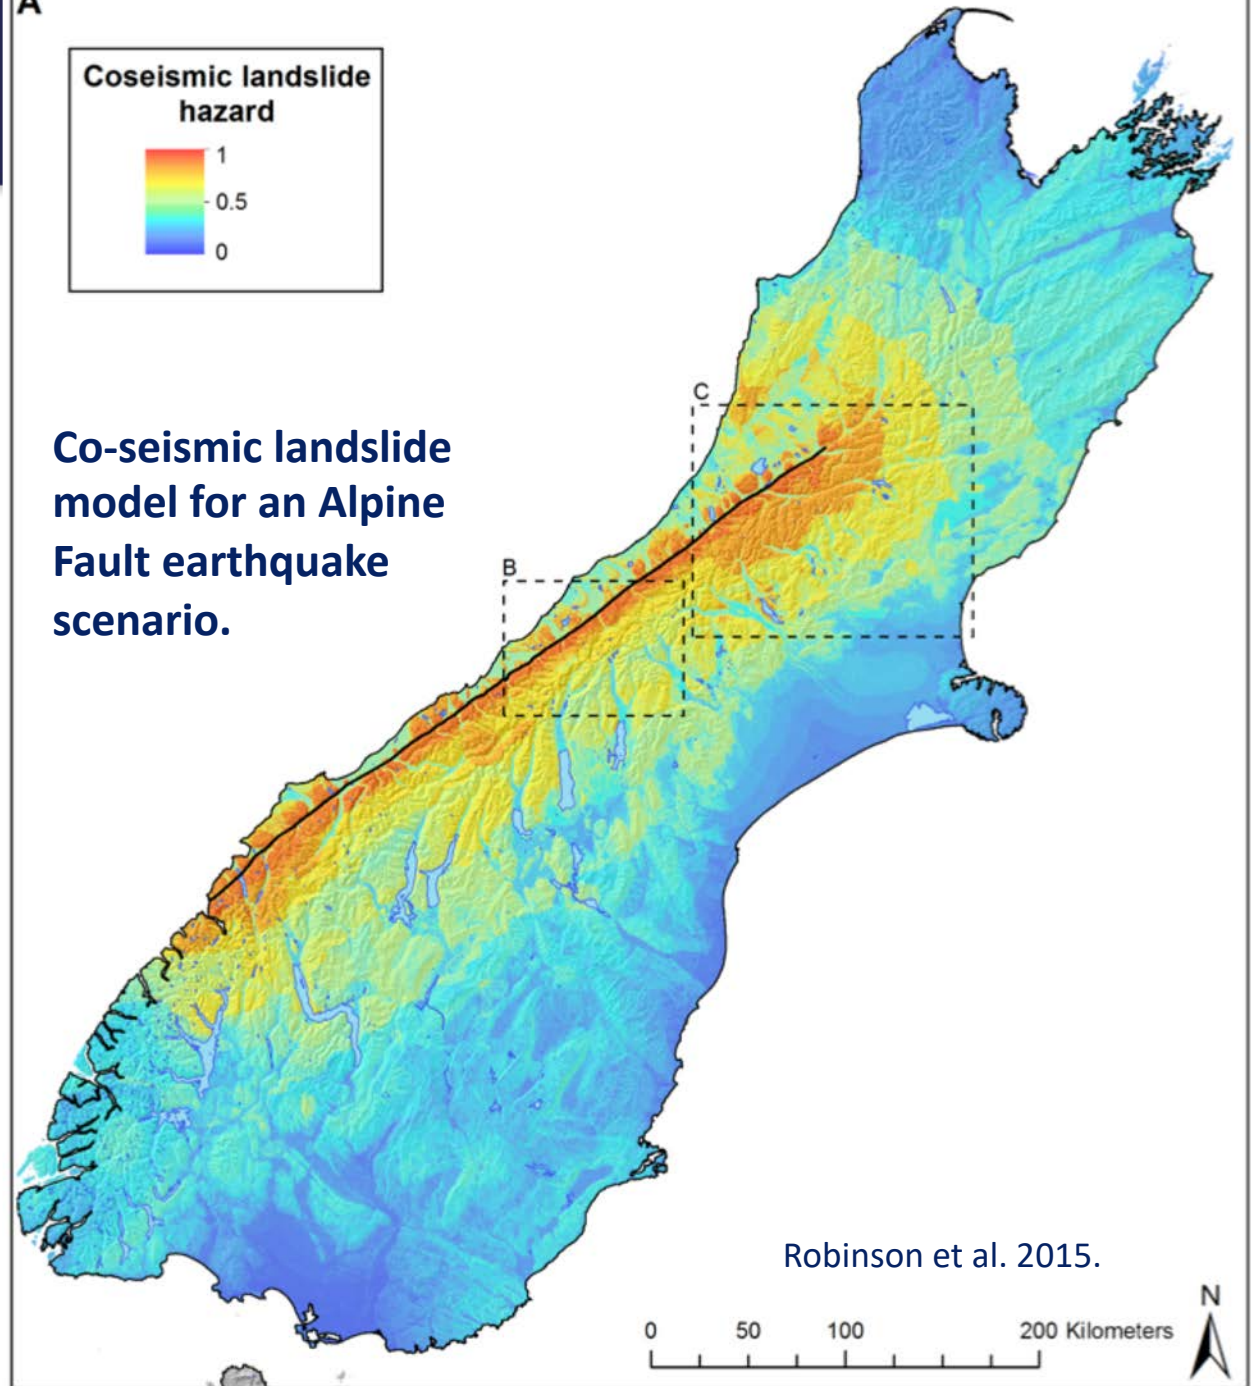 A
Coseismic landslide
hazard
1
0.5
0
C
Co-seismic landslide
model for an Alpine
Fault earthquake
scenario.
B
Robinson et al. 2015.
N
0 50 100 200 Kilometers